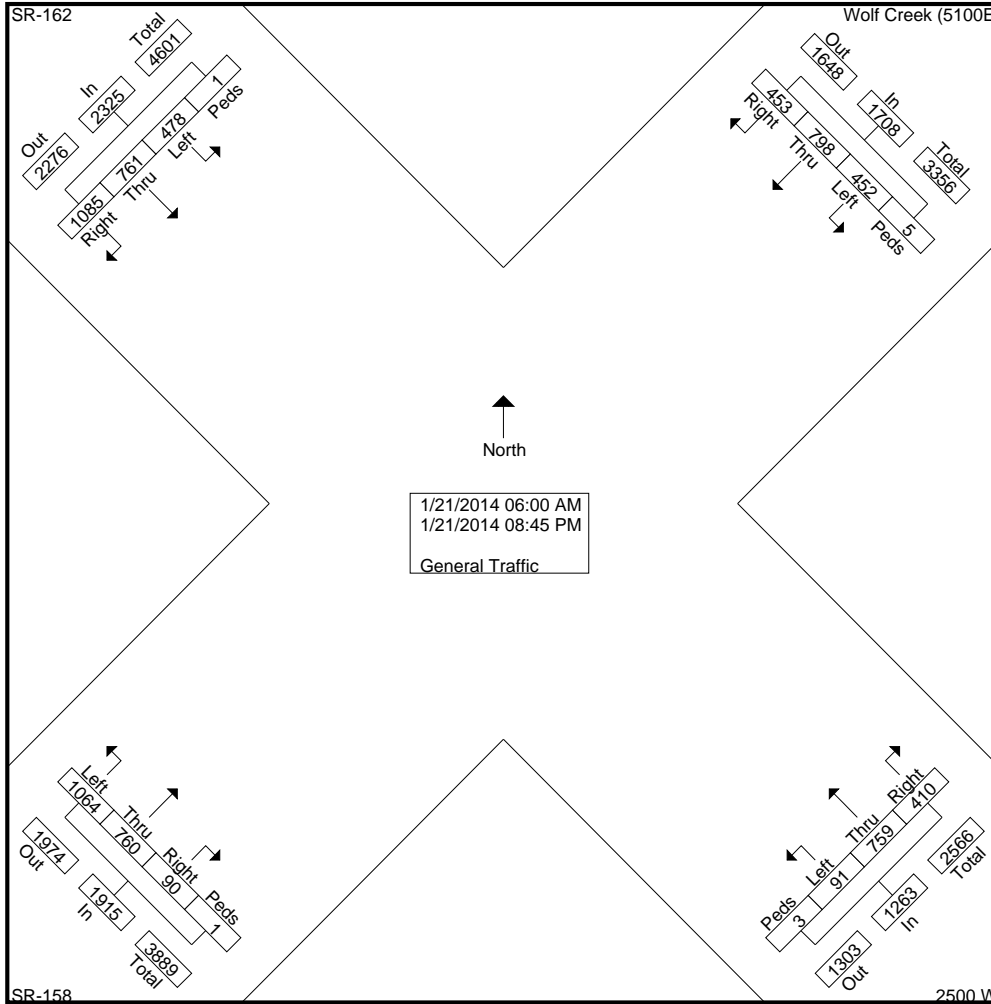 SR-162
Wolf Creek (5100E
Out In Total
2276 2325 4601
1085 761 478 1
Right Thru Left Peds
Out In Total
1648 1708 3356
453 798 452 5
Right Thru Left Peds
North
1/21/2014 06:00 AM
1/21/2014 08:45 PM
General Traffic
Left Thru Right Peds
1064 760 90 1
1974 1915 3889
Out In Total
Peds Left Thru Right
3 91 759 410
1303 1263 2566
Out In Total
SR-158
2500 W